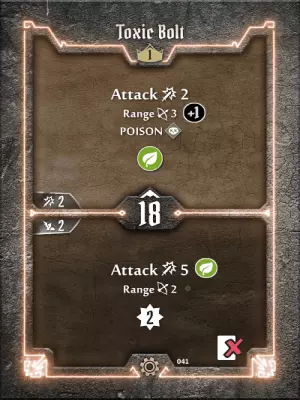 Toxic Bolt
1
Attack 2
Range 3 +1
POISON
2
18
2
Attack 5
Range 2
2
041